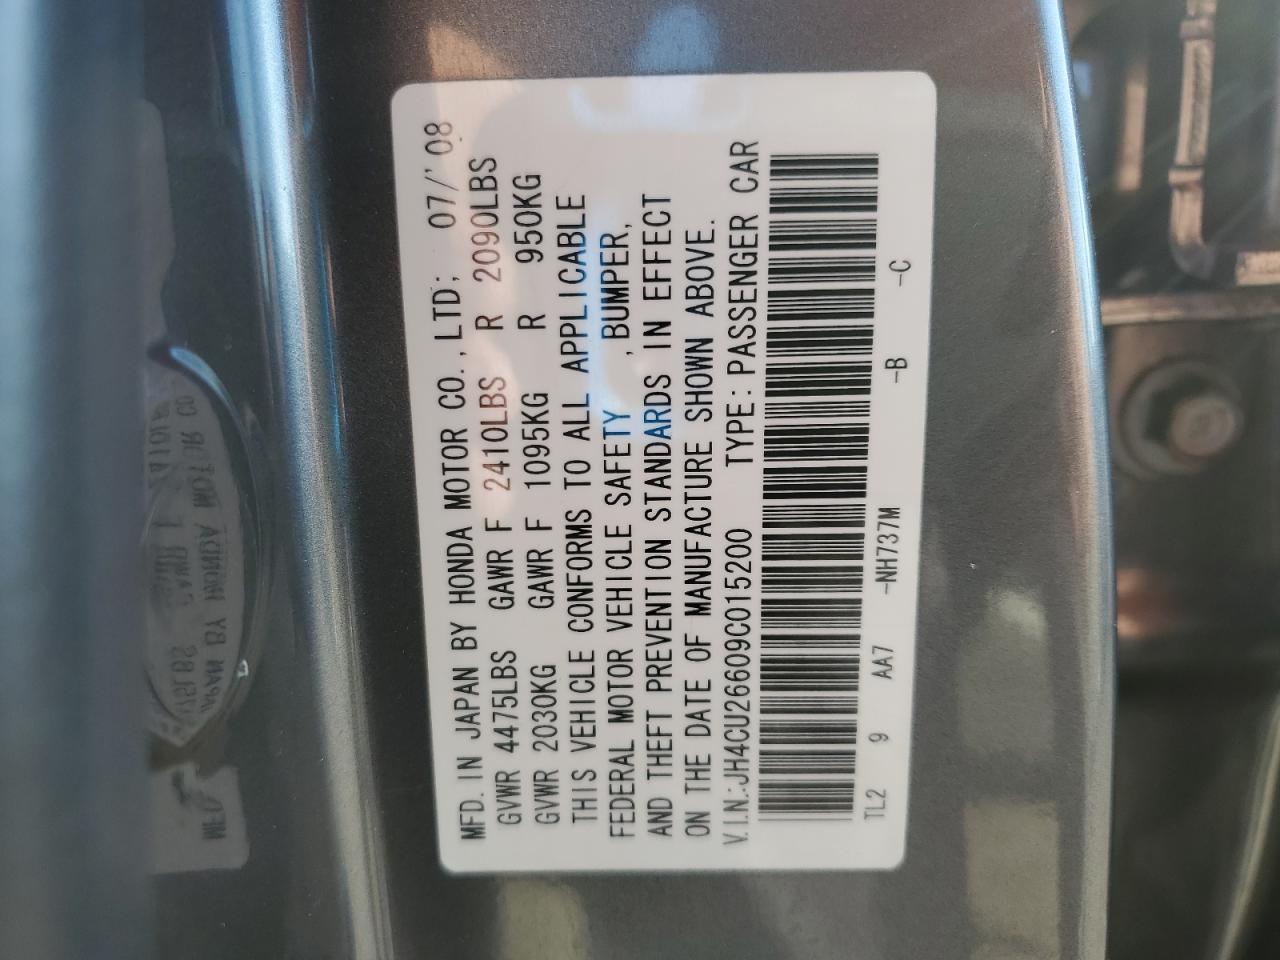 MFD. IN JAPAN BY HONDA MOTOR CO., LTD; 07/'08
GVWR 4475LBS GAWR F 2410LBS R 2090LBS
GVWR 2030KG GAWR F 1095KG R 950KG
THIS VEHICLE CONFORMS TO ALL APPLICABLE
FEDERAL MOTOR VEHICLE SAFETY , BUMPER,
AND THEFT PREVENTION STANDARDS IN EFFECT
ON THE DATE OF MANUFACTURE SHOWN ABOVE.
V.I.N.:JH4CU26609C015200 TYPE: PASSENGER CAR
TL2 9 AA7 -NH737M -B -C